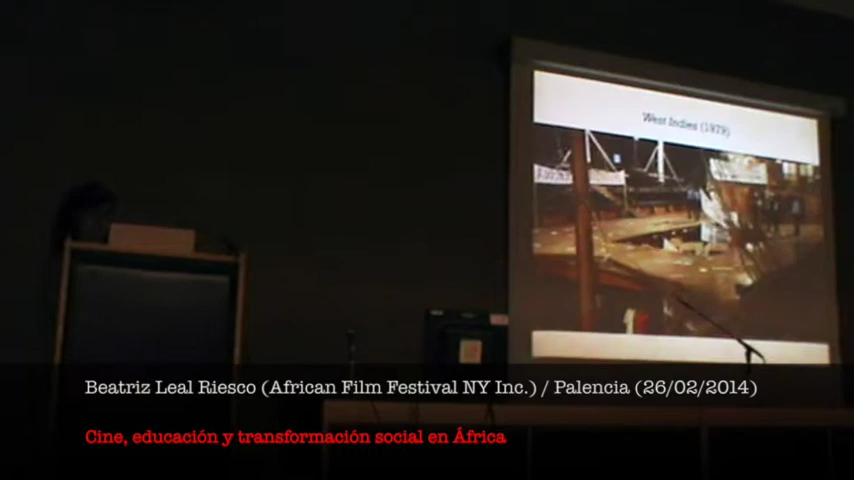 West Indies (1979)
Beatriz Leal Riesco (African Film Festival NY Inc.) / Palencia (26/02/2014)
Cine, educación y transformación social en África